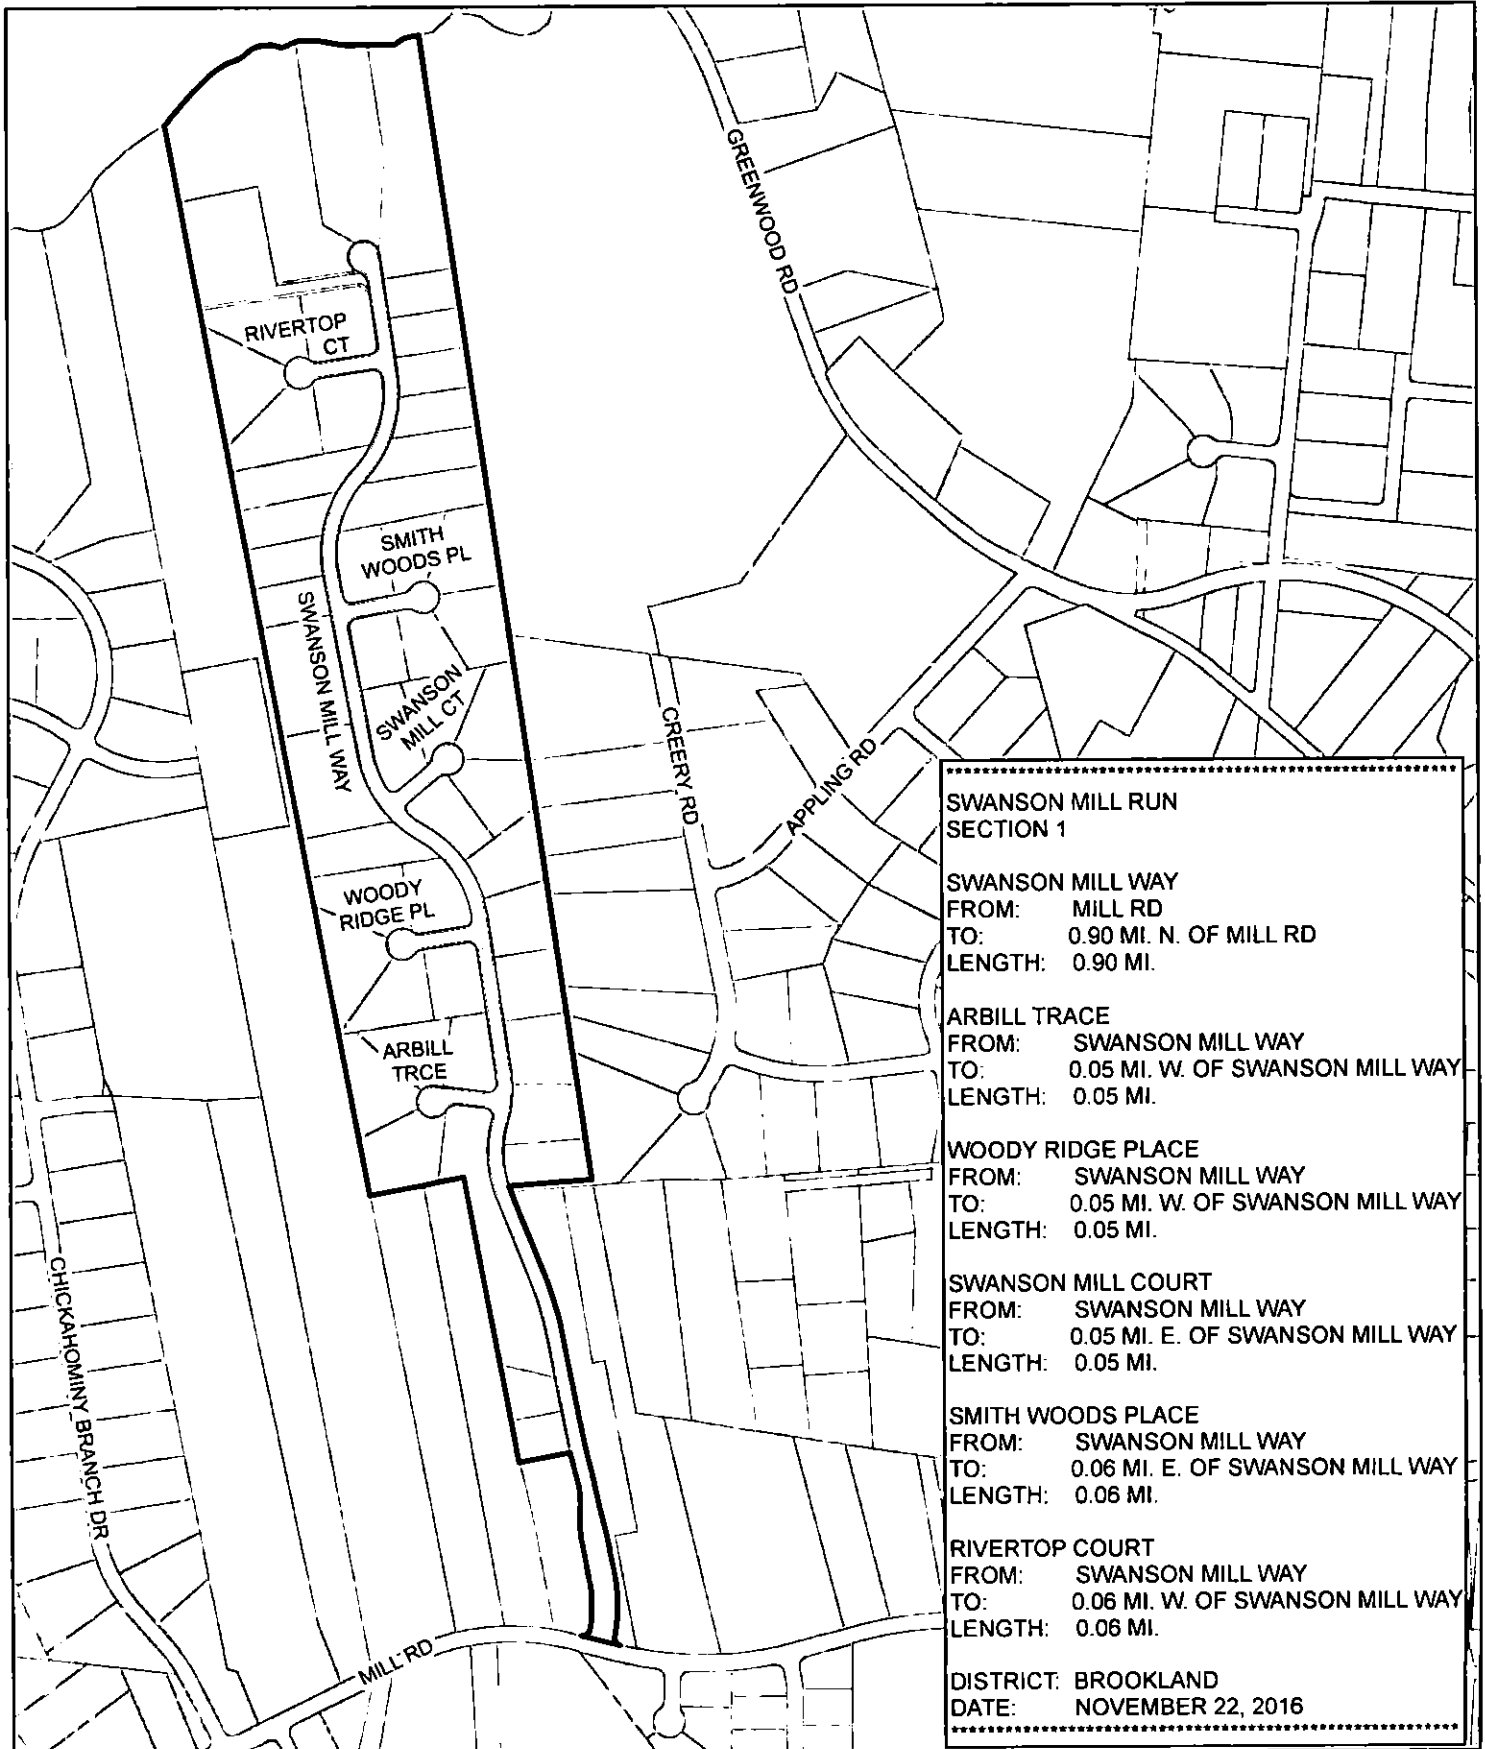 GREENWOOD RD
RIVERTOP
CT
SMITH
WOODS PL
SWANSON MILL WAY
SWANSON
MILL CT
CREERY RD
APPLING RD
WOODY
RIDGE PL
ARBILL
TRCE
CHICKAHOMINY BRANCH DR
MILL RD
SWANSON MILL RUN
SECTION 1
SWANSON MILL WAY
FROM: MILL RD
TO: 0.90 MI. N. OF MILL RD
LENGTH: 0.90 MI.
ARBILL TRACE
FROM: SWANSON MILL WAY
TO: 0.05 MI. W. OF SWANSON MILL WAY
LENGTH: 0.05 MI.
WOODY RIDGE PLACE
FROM: SWANSON MILL WAY
TO: 0.05 MI. W. OF SWANSON MILL WAY
LENGTH: 0.05 MI.
SWANSON MILL COURT
FROM: SWANSON MILL WAY
TO: 0.05 MI. E. OF SWANSON MILL WAY
LENGTH: 0.05 MI.
SMITH WOODS PLACE
FROM: SWANSON MILL WAY
TO: 0.06 MI. E. OF SWANSON MILL WAY
LENGTH: 0.06 MI.
RIVERTOP COURT
FROM: SWANSON MILL WAY
TO: 0.06 MI. W. OF SWANSON MILL WAY
LENGTH: 0.06 MI.
DISTRICT: BROOKLAND
DATE: NOVEMBER 22, 2016